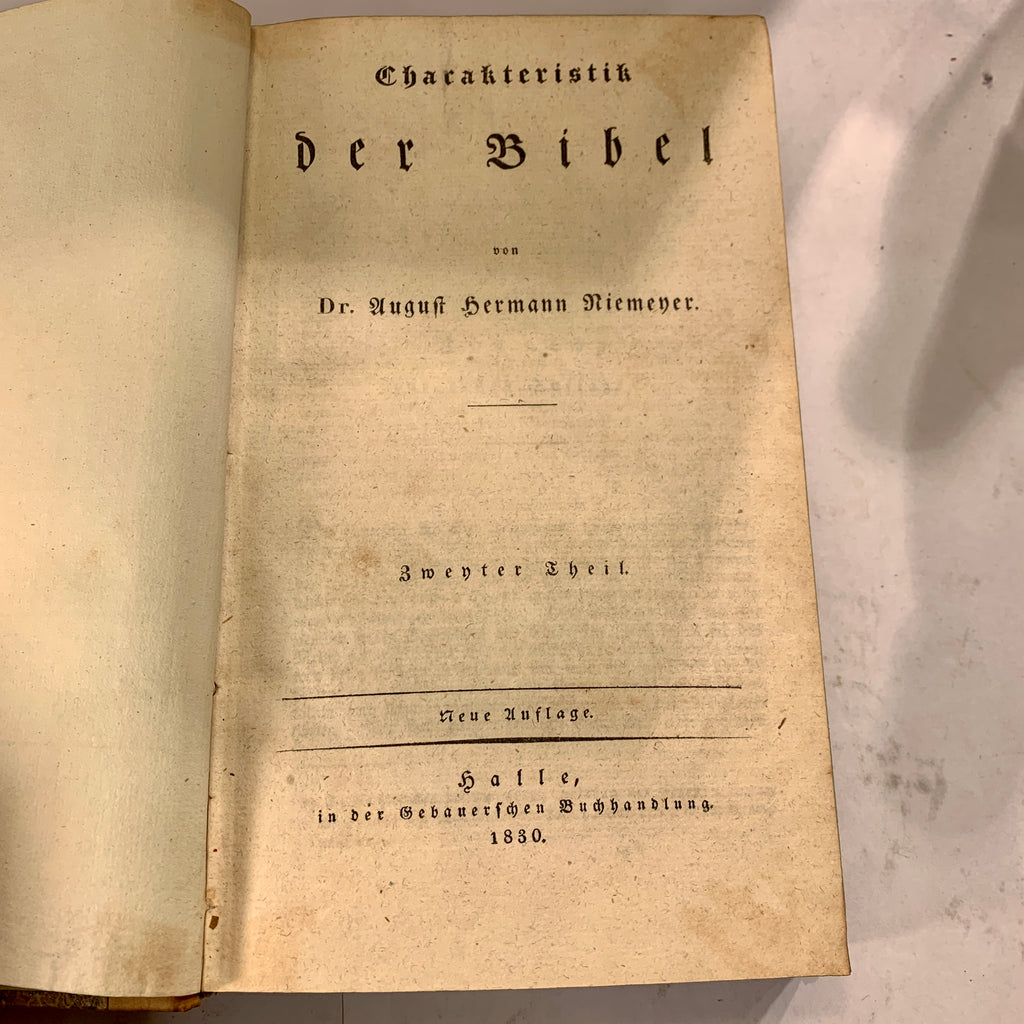 Charakteristik
der Bibel
von
Dr. August Hermann Niemeyer.
Zweyter Theil.
Neue Auflage.
Halle,
in der Gebauerschen Buchhandlung.
1830.